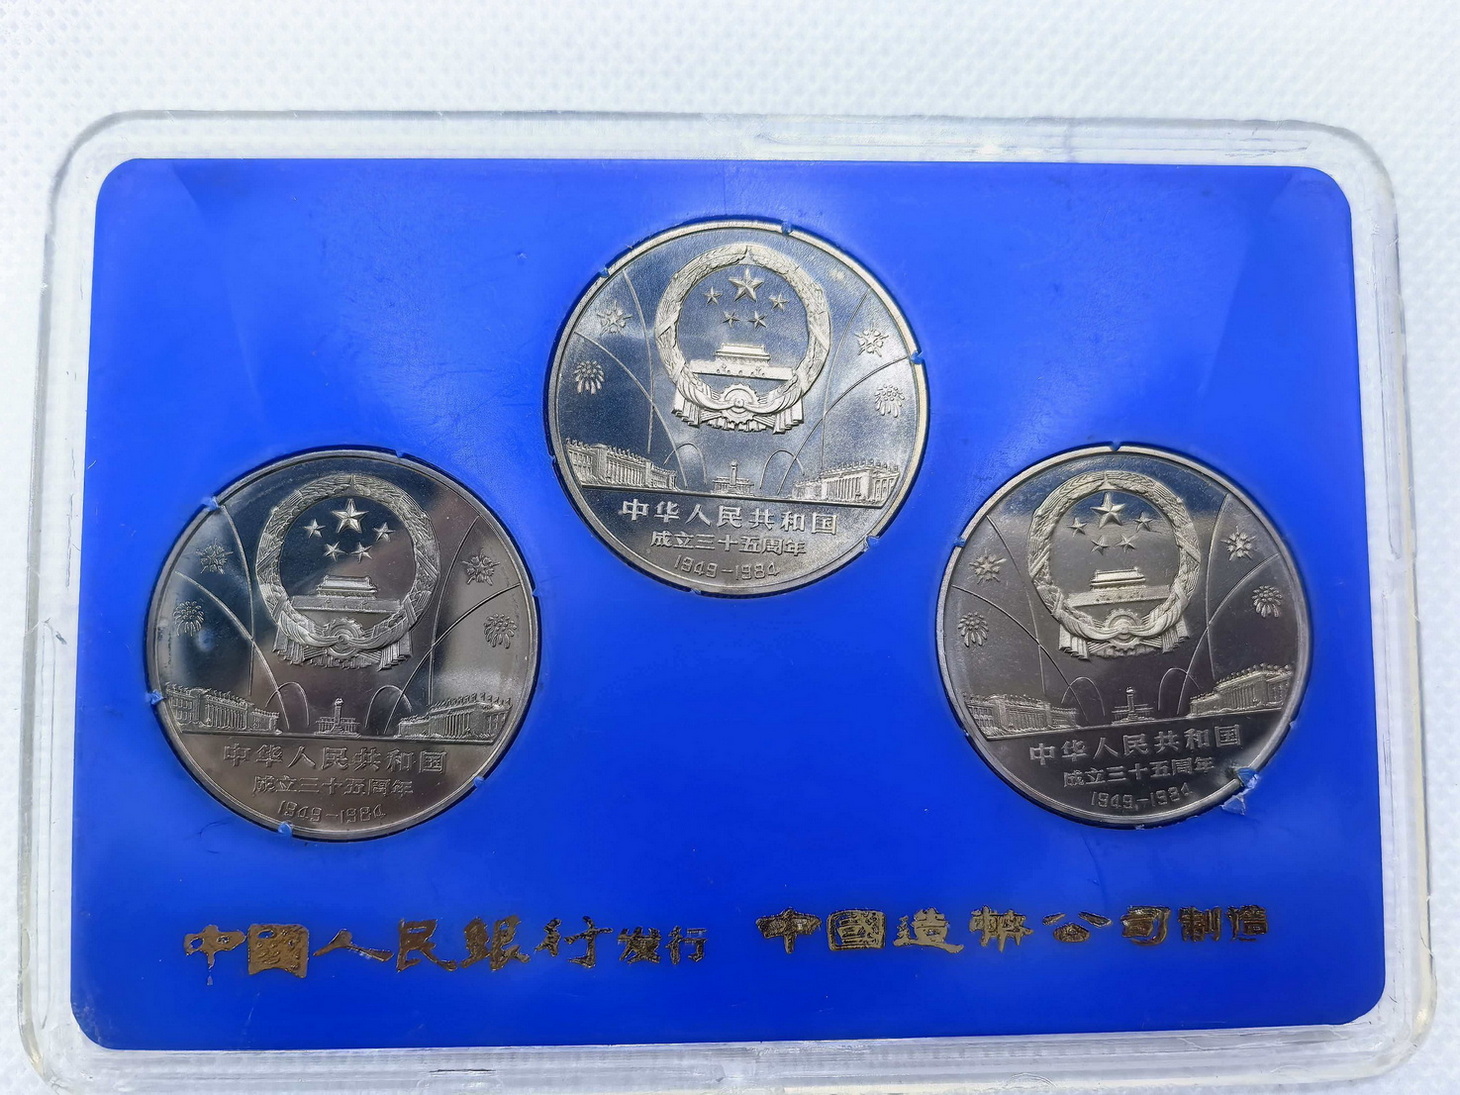 中华人民共和国
成立三十五周年
1949-1984
中华人民共和国
成立三十五周年
1949-1984
中华人民共和国
成立三十五周年
1949-1984
中國人民銀行发行 中國造幣公司制造